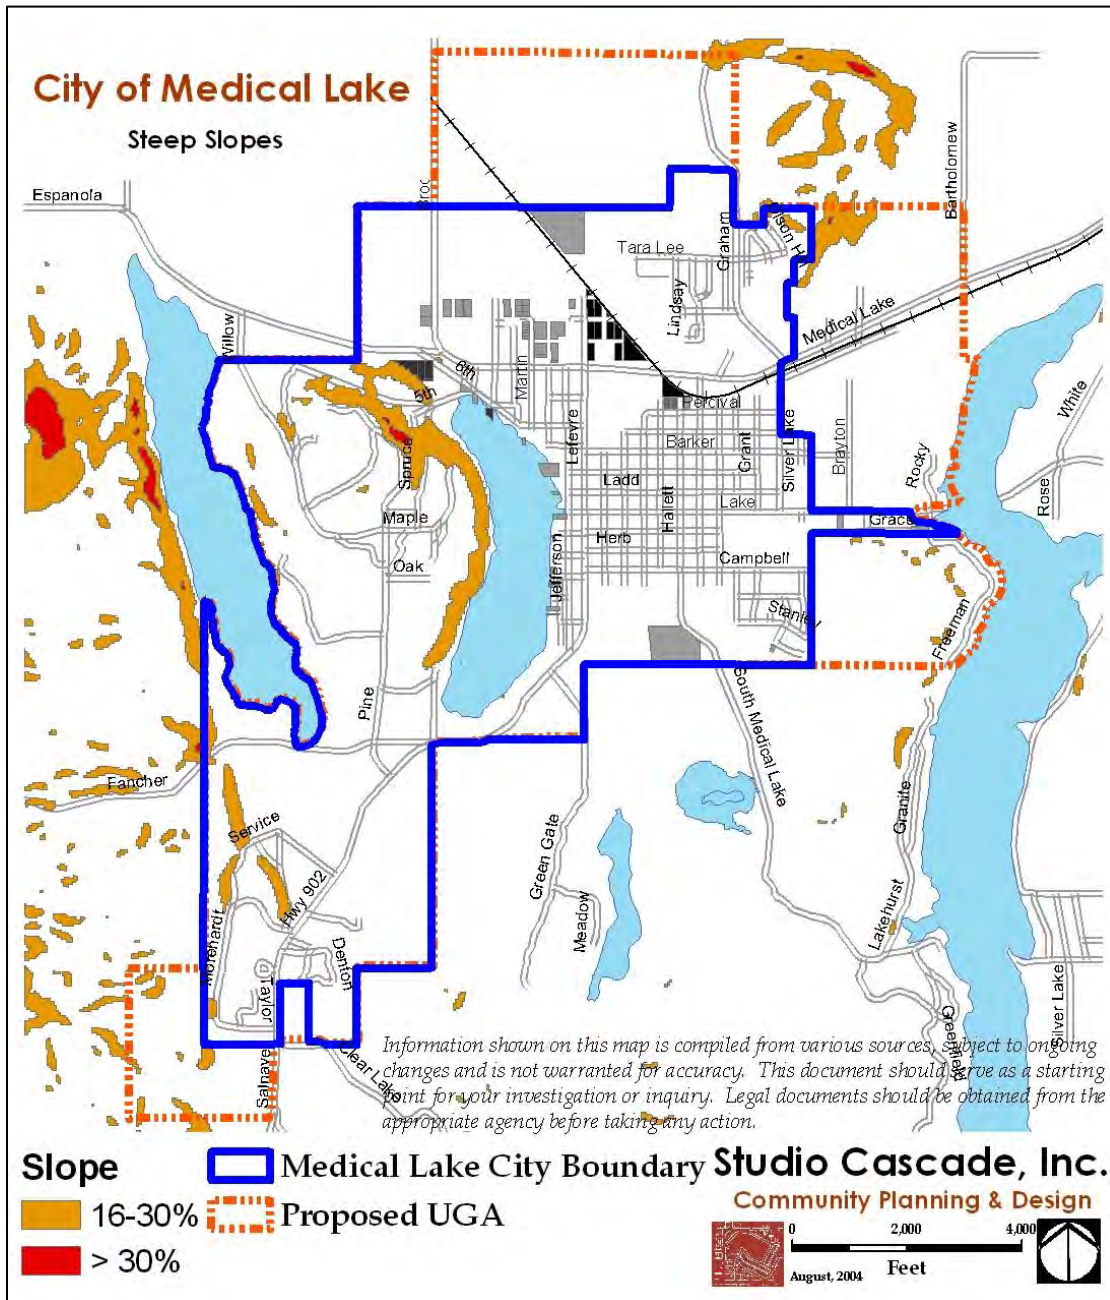 City of Medical Lake
Steep Slopes
Espanola
Bartholomew
Tara Lee
Graham
Lindsay
Medical Lake
Willow
6th
5th
Martin
Lefevre
Percival
Barker
Grant
Silver Lake
Brayton
Rocky
White
Rose
Spruce
Ladd
Lake
Hallett
Maple
Herb
Oak
Jefferson
Campbell
Stanley
Freeman
Pine
South Medical Lake
Fancher
Service
Granite
Green Gate
Hwy 902
Meadow
Lakehurst
Denton
Taylor
Silver Lake
Salnave
Clear Lake
Information shown on this map is compiled from various sources, subject to ongoing
changes and is not warranted for accuracy. This document should serve as a starting
point for your investigation or inquiry. Legal documents should be obtained from the
appropriate agency before taking any action.
Slope
16-30%
> 30%
Medical Lake City Boundary
Proposed UGA
Studio Cascade, Inc.
Community Planning & Design
0 2,000 4,000
Feet
August, 2004